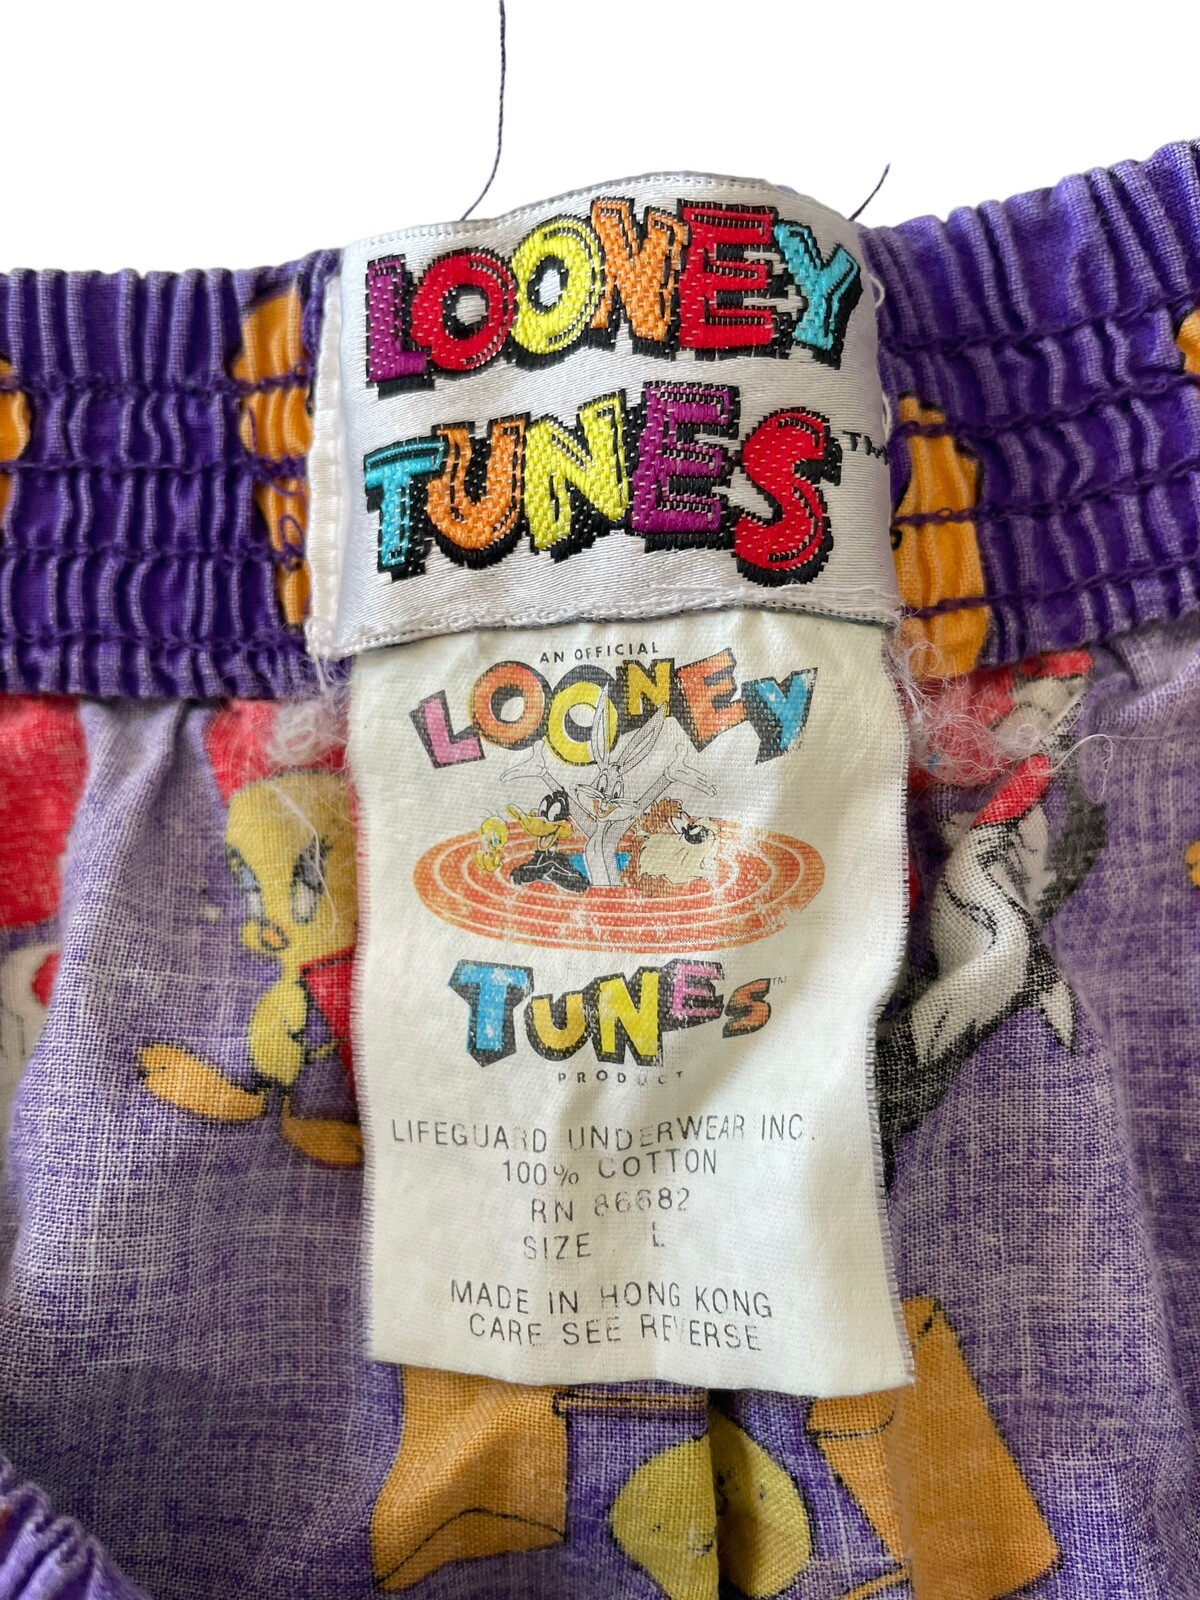 LOONEY
TUNES™
AN OFFICIAL
LOONEY
TUNES™
PRODUCT
LIFEGUARD UNDERWEAR INC.
100% COTTON
RN 86682
SIZE L
MADE IN HONG KONG
CARE SEE REVERSE